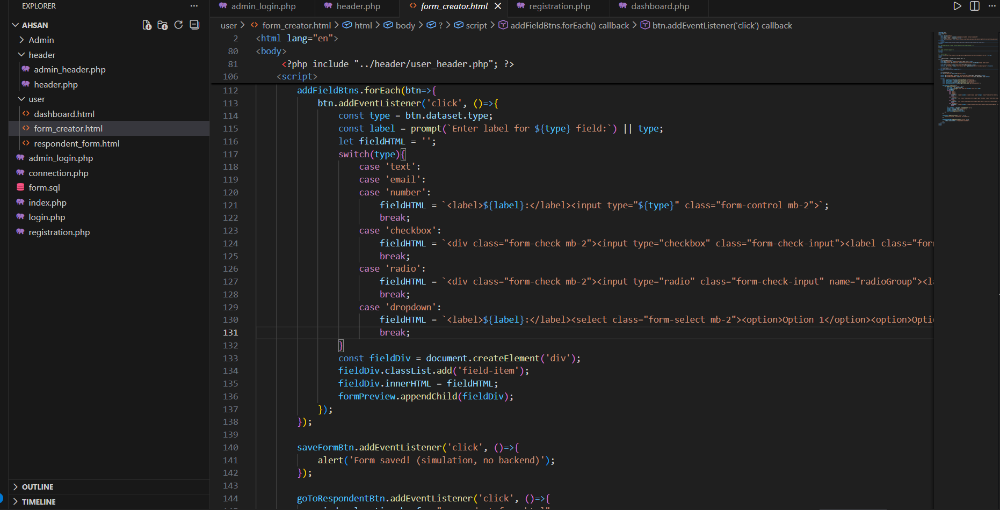 EXPLORER
AHSAN
Admin
header
admin_header.php
header.php
user
dashboard.html
form_creator.html
respondent_form.html
admin_login.php
connection.php
form.sql
index.php
login.php
registration.php
OUTLINE
TIMELINE
admin_login.php header.php form_creator.html registration.php dashboard.php
user > form_creator.html > html > body > ? > script > addFieldBtns.forEach() callback > btn.addEventListener('click') callback
2 <html lang="en">
80 <body>
81 <?php include "../header/user_header.php"; ?>
106 <script>
112 addFieldBtns.forEach(btn=>{
113 btn.addEventListener('click', ()=>{
114 const type = btn.dataset.type;
115 const label = prompt(`Enter label for ${type} field:`) || type;
116 let fieldHTML = '';
117 switch(type){
118 case 'text':
119 case 'email':
120 case 'number':
121 fieldHTML = `<label>${label}:</label><input type="${type}" class="form-control mb-2">`;
122 break;
123 case 'checkbox':
124 fieldHTML = `<div class="form-check mb-2"><input type="checkbox" class="form-check-input"><label class="for
125 break;
126 case 'radio':
127 fieldHTML = `<div class="form-check mb-2"><input type="radio" class="form-check-input" name="radioGroup"><l
128 break;
129 case 'dropdown':
130 fieldHTML = `<label>${label}:</label><select class="form-select mb-2"><option>Option 1</option><option>Opti
131 break;
132 }
133 const fieldDiv = document.createElement('div');
134 fieldDiv.classList.add('field-item');
135 fieldDiv.innerHTML = fieldHTML;
136 formPreview.appendChild(fieldDiv);
137 });
138 });
139
140 saveFormBtn.addEventListener('click', ()=>{
141 alert('Form saved! (simulation, no backend)');
142 });
143
144 goToRespondentBtn.addEventListener('click', ()=>{